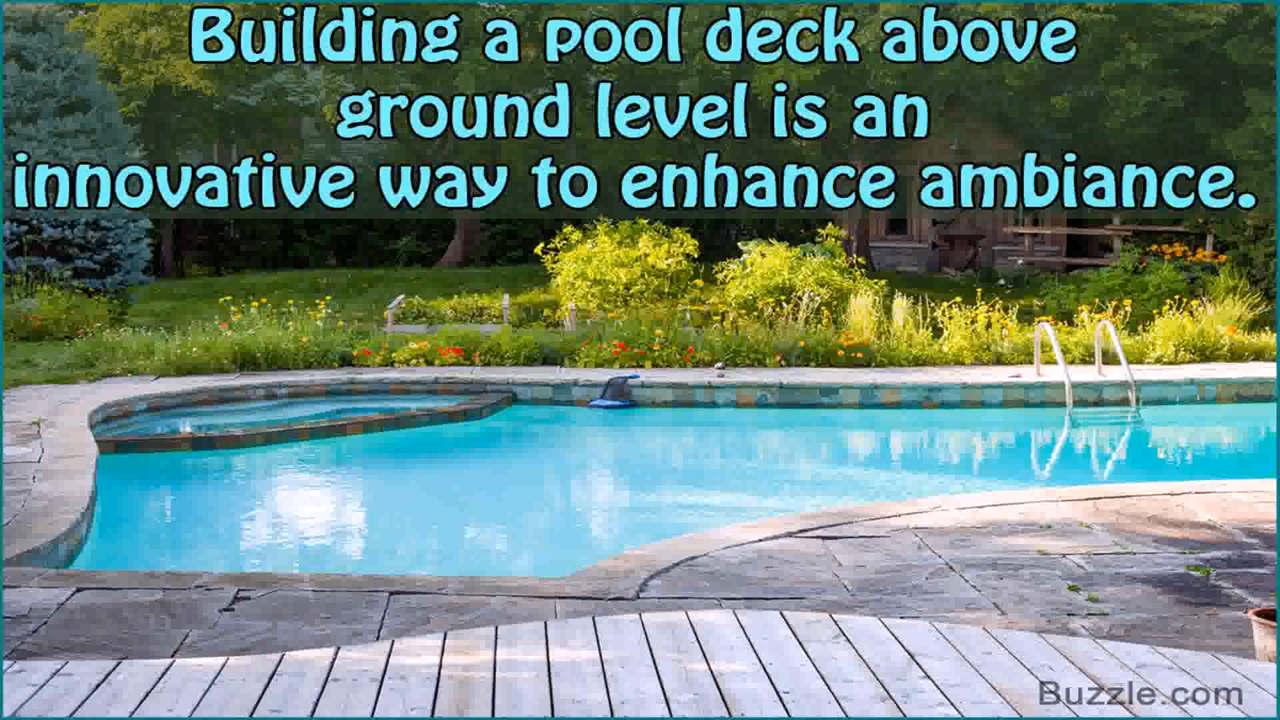 Building a pool deck above
ground level is an
innovative way to enhance ambiance.
Buzzle.com